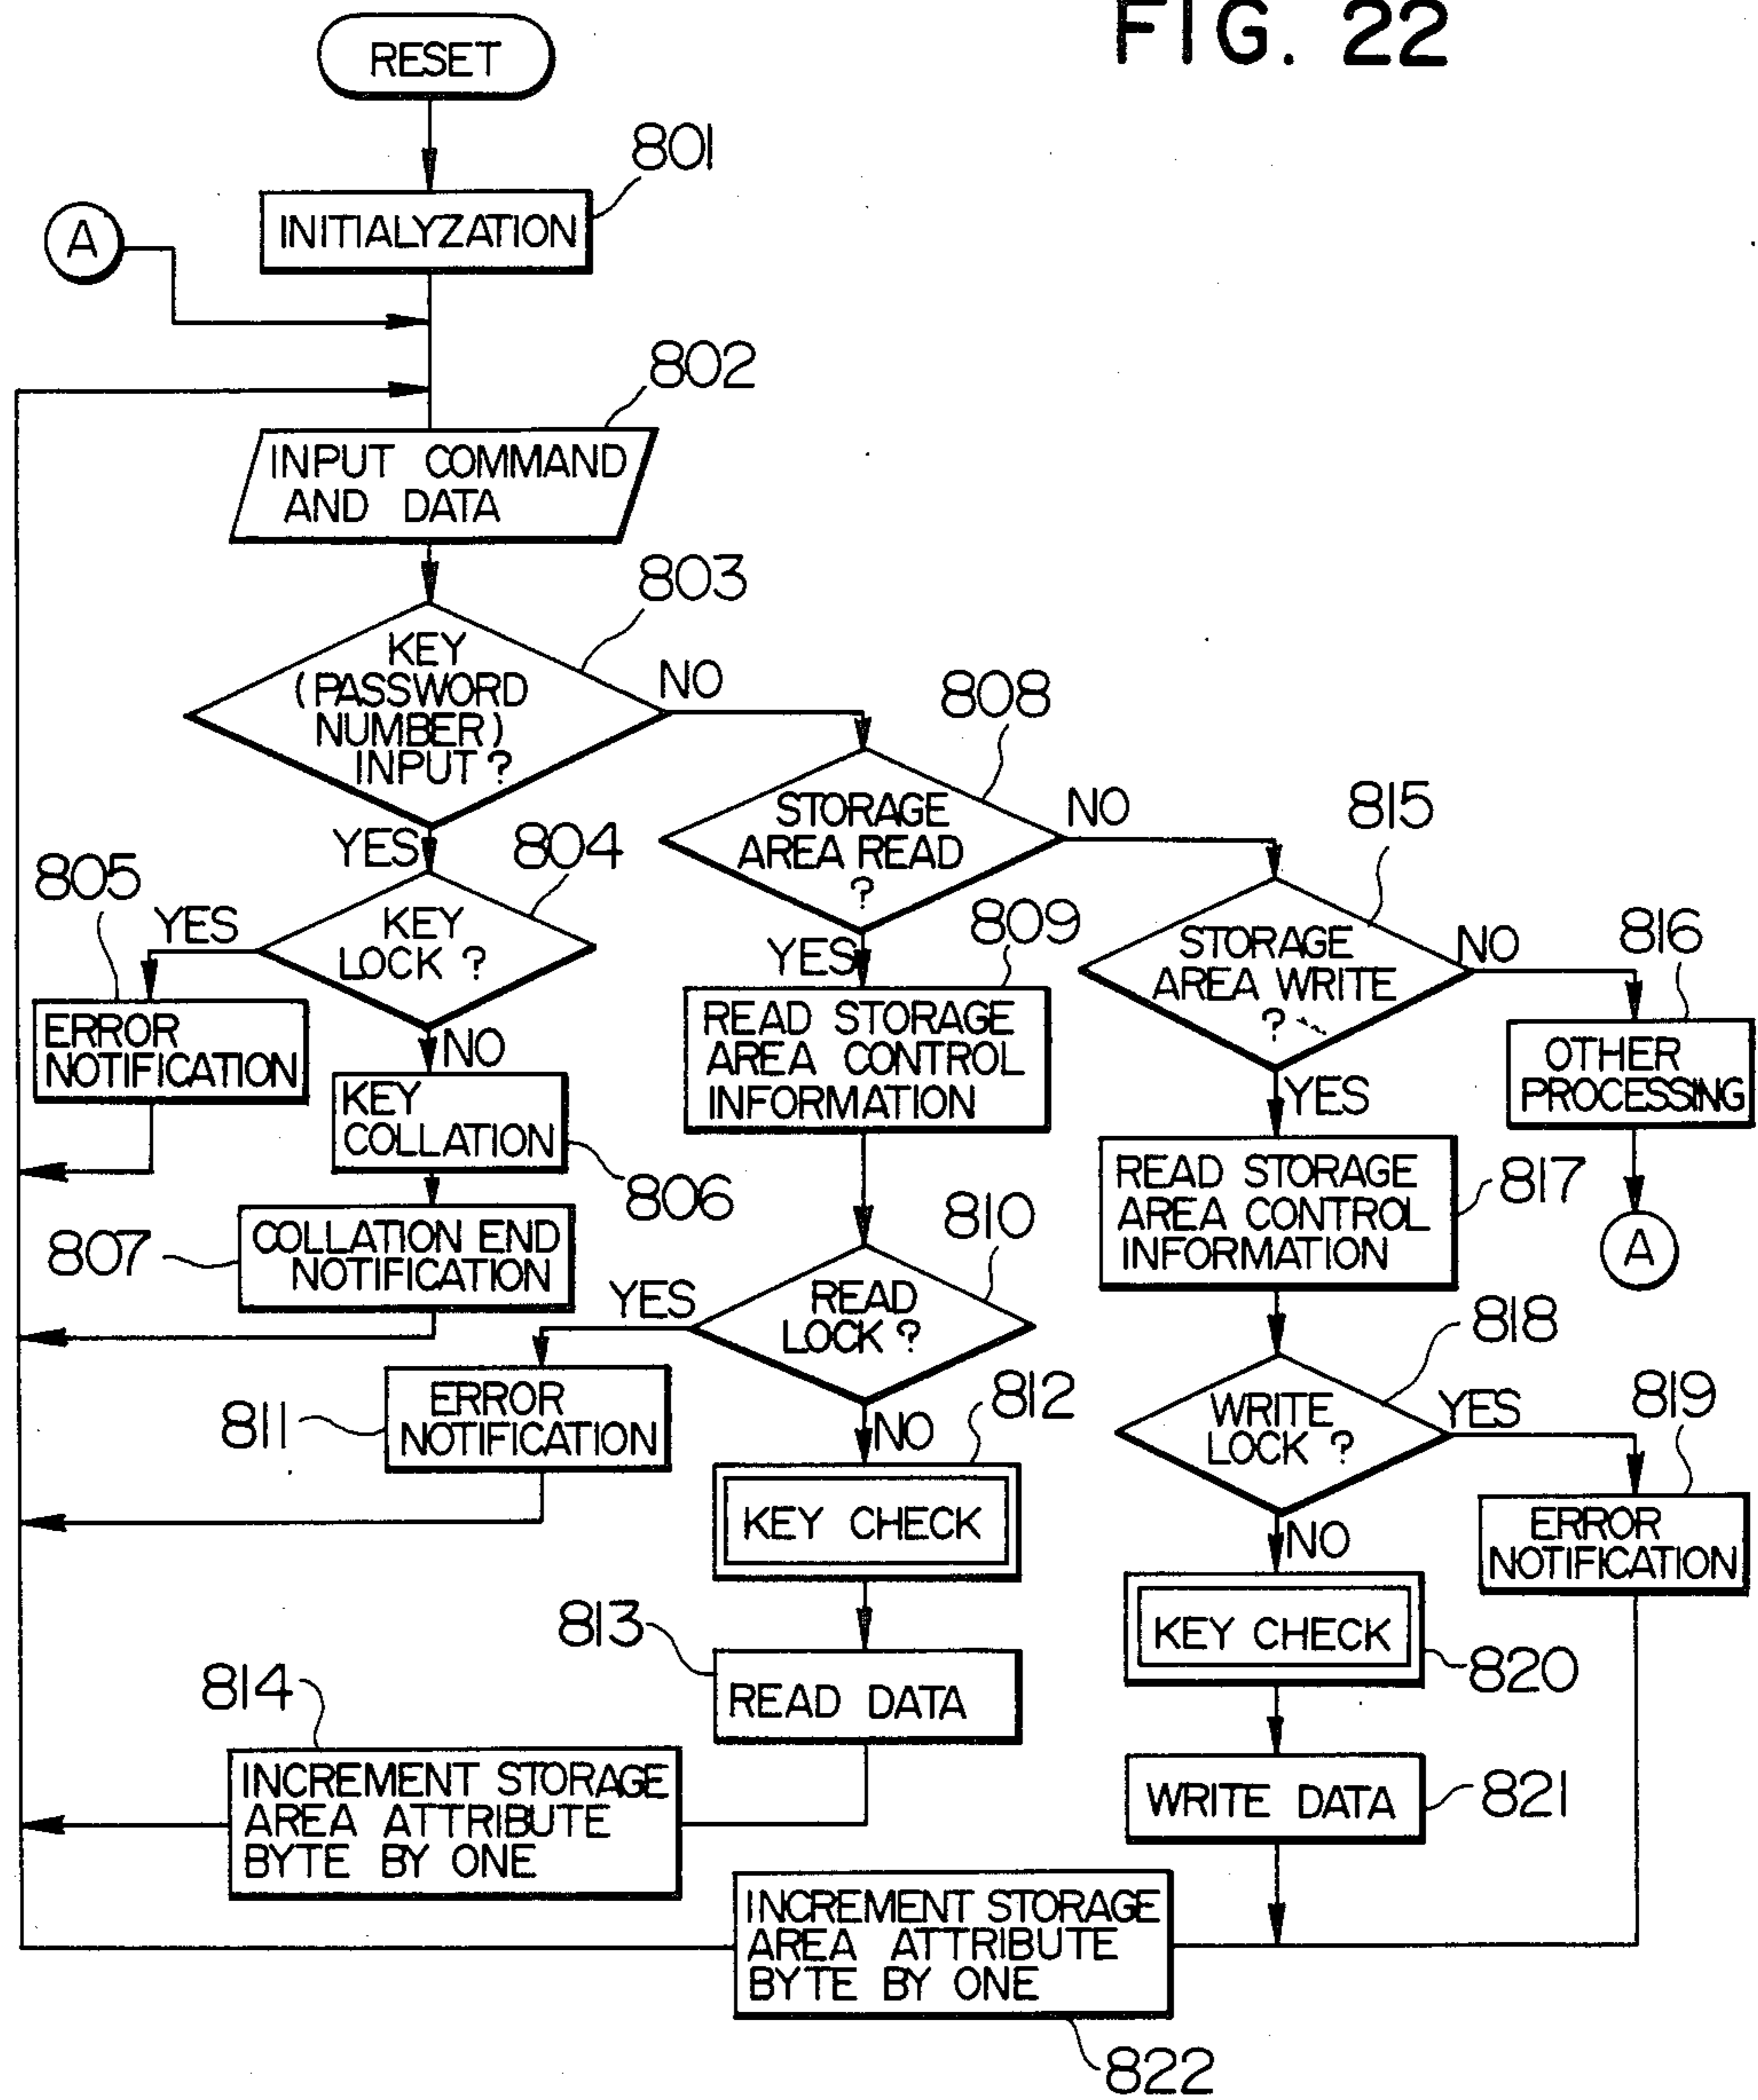 FIG. 22
RESET
801
INITIALYZATION
A
802
INPUT COMMAND
AND DATA
803
KEY
(PASSWORD
NUMBER)
INPUT?
NO
YES
804
KEY
LOCK ?
YES
805
ERROR
NOTIFICATION
NO
KEY
COLLATION
806
807
COLLATION END
NOTIFICATION
808
STORAGE
AREA READ
?
NO
YES
809
READ STORAGE
AREA CONTROL
INFORMATION
810
READ
LOCK ?
YES
811
ERROR
NOTIFICATION
NO
812
KEY CHECK
813
READ DATA
814
INCREMENT STORAGE
AREA ATTRIBUTE
BYTE BY ONE
815
STORAGE
AREA WRITE
?
NO
816
OTHER
PROCESSING
A
YES
817
READ STORAGE
AREA CONTROL
INFORMATION
818
WRITE
LOCK ?
YES
819
ERROR
NOTIFICATION
NO
KEY CHECK
820
WRITE DATA
821
INCREMENT STORAGE
AREA ATTRIBUTE
BYTE BY ONE
822